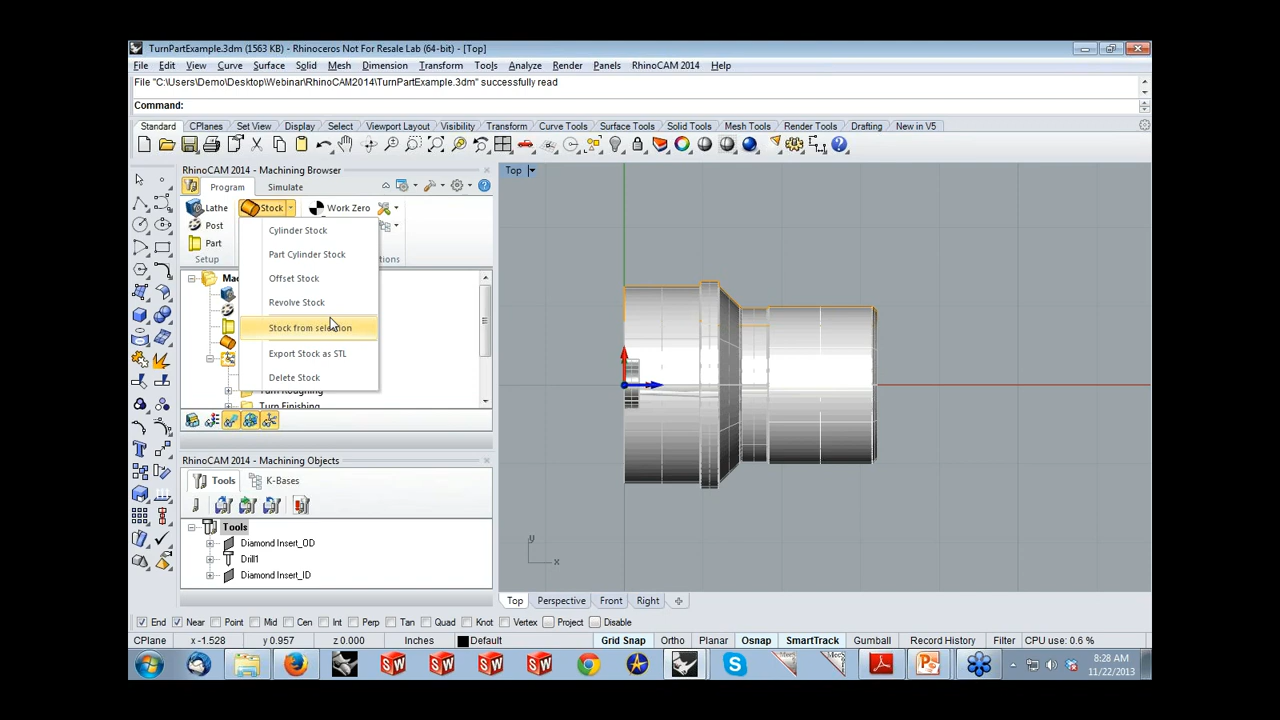 TurnPartExample.3dm (1563 KB) - Rhinoceros Not For Resale Lab (64-bit) - [Top]
File Edit View Curve Surface Solid Mesh Dimension Transform Tools Analyze Render Panels RhinoCAM 2014 Help
File "C:\Users\Demo\Desktop\Webinar\RhinoCAM2014\TurnPartExample.3dm" successfully read
Command:
Standard CPlanes Set View Display Select Viewport Layout Visibility Transform Curve Tools Surface Tools Solid Tools Mesh Tools Render Tools Drafting New in V5
RhinoCAM 2014 - Machining Browser
Program Simulate
Lathe Stock Work Zero
Post
Part
Setup
Cylinder Stock
Part Cylinder Stock
Offset Stock
Revolve Stock
Stock from selection
Export Stock as STL
Delete Stock
Turn Roughing
Turn Finishing
RhinoCAM 2014 - Machining Objects
Tools K-Bases
Tools
Diamond Insert_OD
Drill1
Diamond Insert_ID
Top
y
x
Top Perspective Front Right
End Near Point Mid Cen Int Perp Tan Quad Knot Vertex Project Disable
CPlane x -1.528 y 0.957 z 0.000 Inches Default Grid Snap Ortho Planar Osnap SmartTrack Gumball Record History Filter CPU use: 0.6 %
8:28 AM
11/22/2013